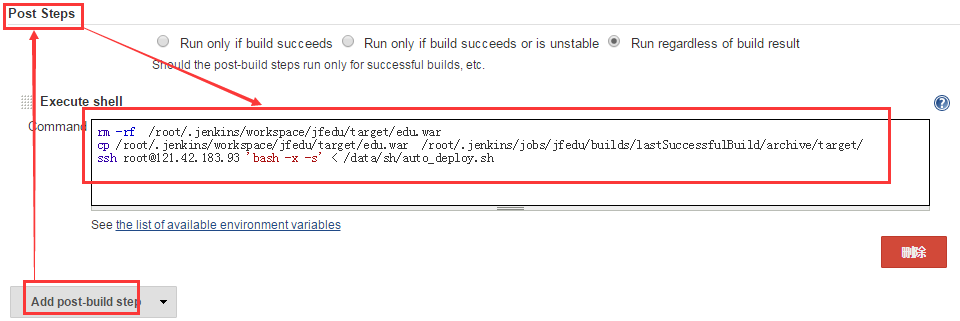 Post Steps
Run only if build succeeds Run only if build succeeds or is unstable Run regardless of build result
Should the post-build steps run only for successful builds, etc.
Execute shell
?
Command
rm -rf /root/.jenkins/workspace/jfedu/target/edu.war
cp /root/.jenkins/workspace/jfedu/target/edu.war /root/.jenkins/jobs/jfedu/builds/lastSuccessfulBuild/archive/target/
ssh root@121.42.183.93 'bash -x -s' < /data/sh/auto_deploy.sh
See the list of available environment variables
删除
Add post-build step